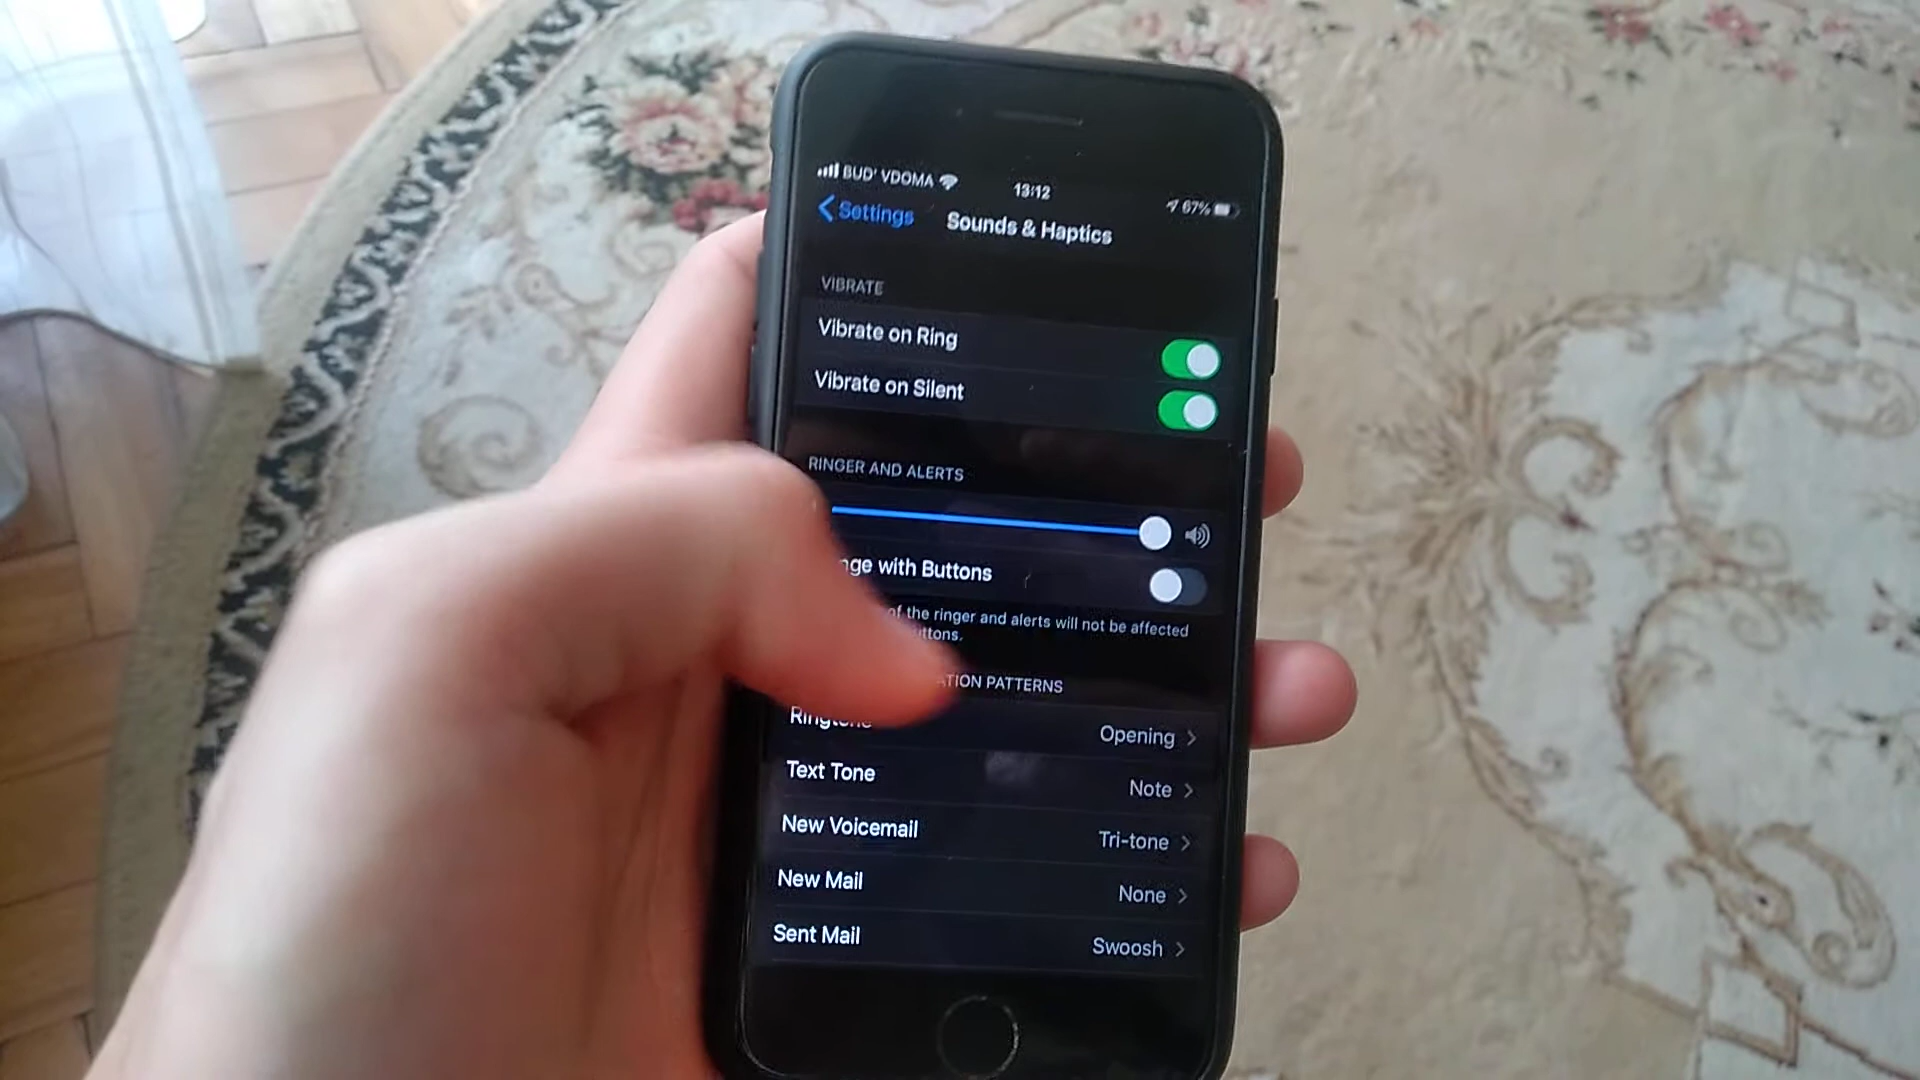 BUD' VDOMA 13:12 67%
Settings Sounds & Haptics
VIBRATE
Vibrate on Ring
Vibrate on Silent
RINGER AND ALERTS
with Buttons
of the ringer and alerts will not be affected
PATTERNS
Ringtone Opening
Text Tone Note
New Voicemail Tri-tone
New Mail None
Sent Mail Swoosh